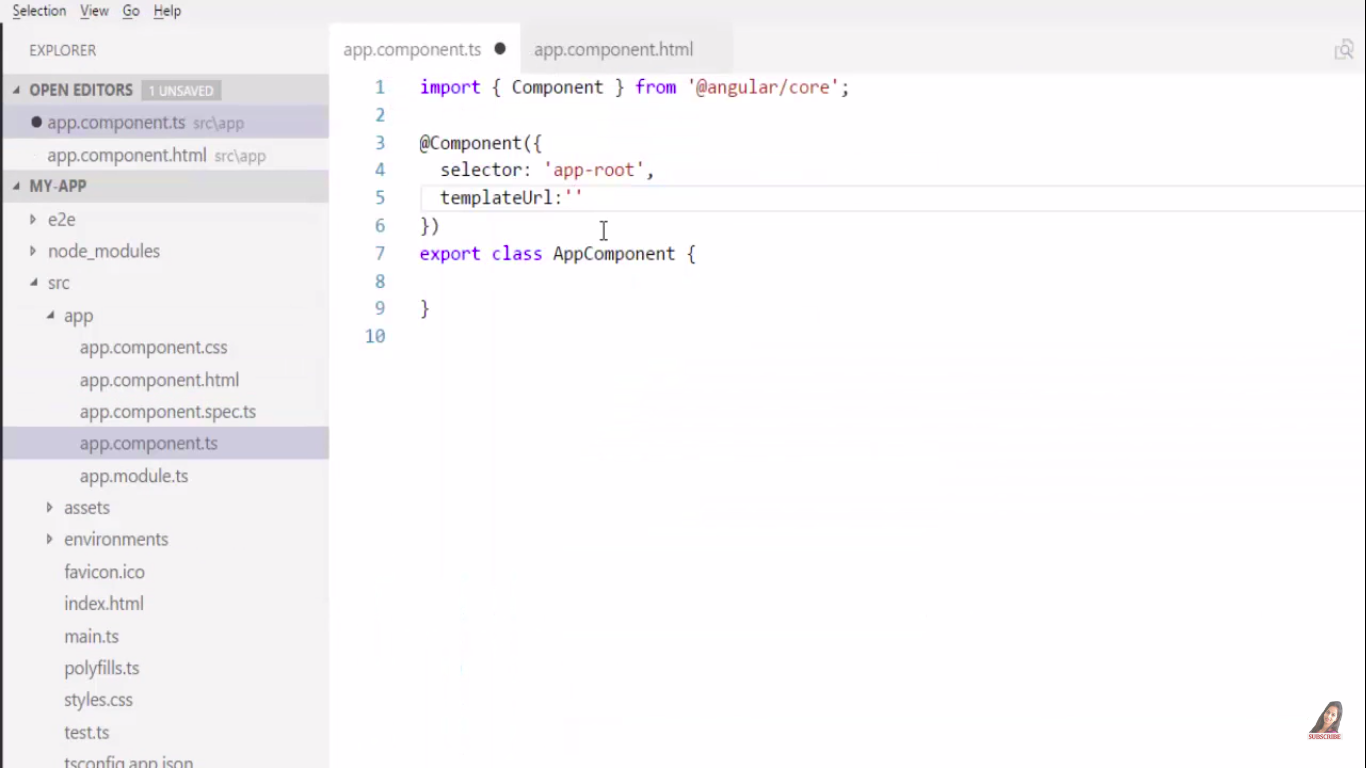 Selection View Go Help
EXPLORER
OPEN EDITORS 1 UNSAVED
app.component.ts src\app
app.component.html src\app
MY-APP
e2e
node_modules
src
app
app.component.css
app.component.html
app.component.spec.ts
app.component.ts
app.module.ts
assets
environments
favicon.ico
index.html
main.ts
polyfills.ts
styles.css
test.ts
tsconfig.app.json
app.component.ts app.component.html
1 import { Component } from '@angular/core';
2
3 @Component({
4 selector: 'app-root',
5 templateUrl:''
6 })
7 export class AppComponent {
8
9 }
10
SUBSCRIBE